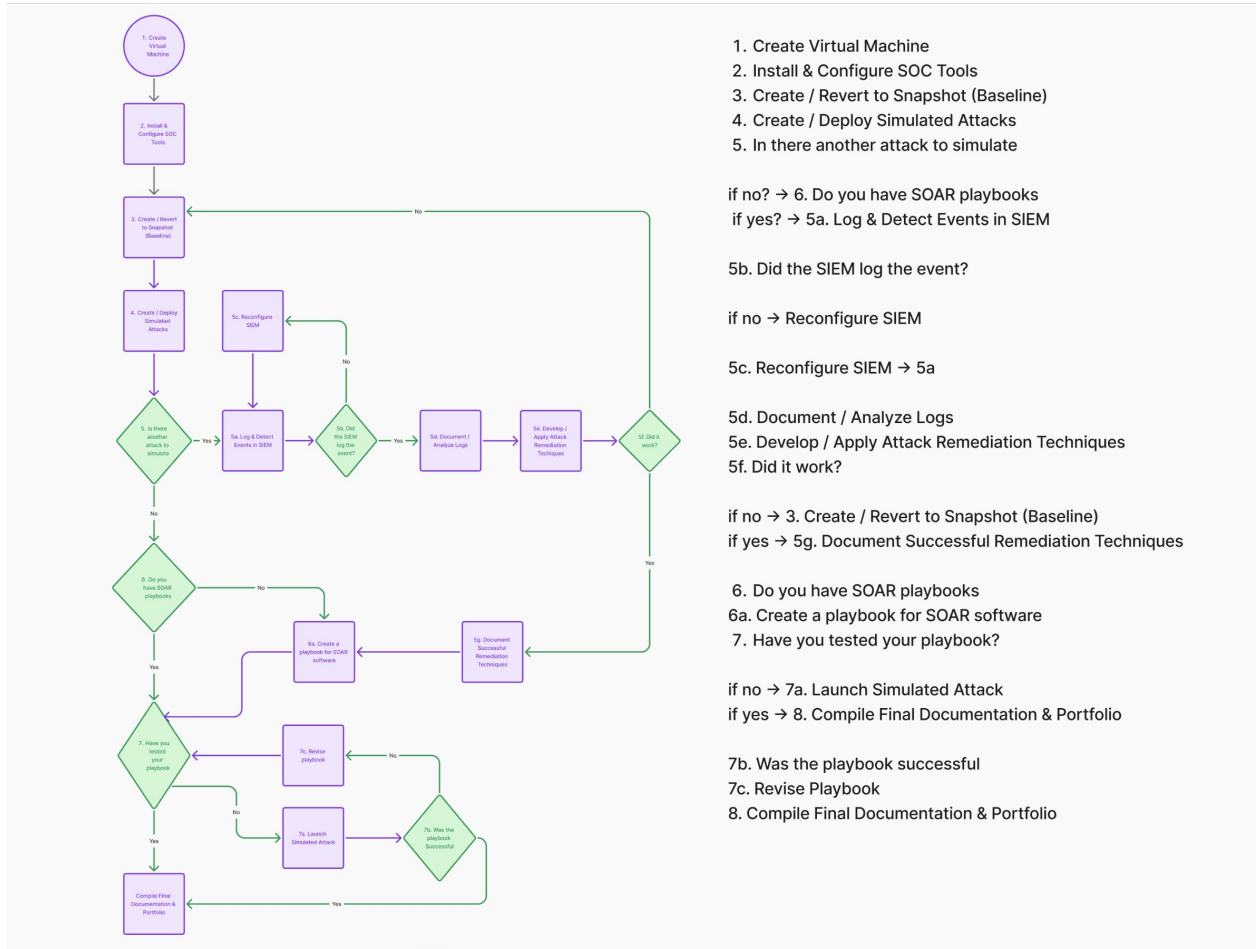 1. Create
Virtual
Machine
2. Install &
Configure SOC
Tools
3. Create / Revert
to Snapshot
(Baseline)
No
4. Create / Deploy
Simulated
Attacks
5c. Reconfigure
SIEM
No
5. Is there
another
attack to
simulate
Yes
5a. Log & Detect
Events in SIEM
5b. Did
the SIEM
log the
event?
Yes
5d. Document /
Analyze Logs
5e. Develop /
Apply Attack
Remediation
Techiques
5f. Did it
work?
No
Yes
6. Do you
have SOAR
playbooks
No
6a. Create a
playbook for SOAR
software
5g. Document
Successful
Remediation
Techniques
Yes
7. Have you
tested
your
playbook
7c. Revise
playbook
No
No
7a. Launch
Simulated Attack
7b. Was the
playbook
Successful
Yes
Compile Final
Documentation &
Portfolio
Yes
1. Create Virtual Machine
2. Install & Configure SOC Tools
3. Create / Revert to Snapshot (Baseline)
4. Create / Deploy Simulated Attacks
5. In there another attack to simulate
if no? → 6. Do you have SOAR playbooks
if yes? → 5a. Log & Detect Events in SIEM
5b. Did the SIEM log the event?
if no → Reconfigure SIEM
5c. Reconfigure SIEM → 5a
5d. Document / Analyze Logs
5e. Develop / Apply Attack Remediation Techniques
5f. Did it work?
if no → 3. Create / Revert to Snapshot (Baseline)
if yes → 5g. Document Successful Remediation Techniques
6. Do you have SOAR playbooks
6a. Create a playbook for SOAR software
7. Have you tested your playbook?
if no → 7a. Launch Simulated Attack
if yes → 8. Compile Final Documentation & Portfolio
7b. Was the playbook successful
7c. Revise Playbook
8. Compile Final Documentation & Portfolio